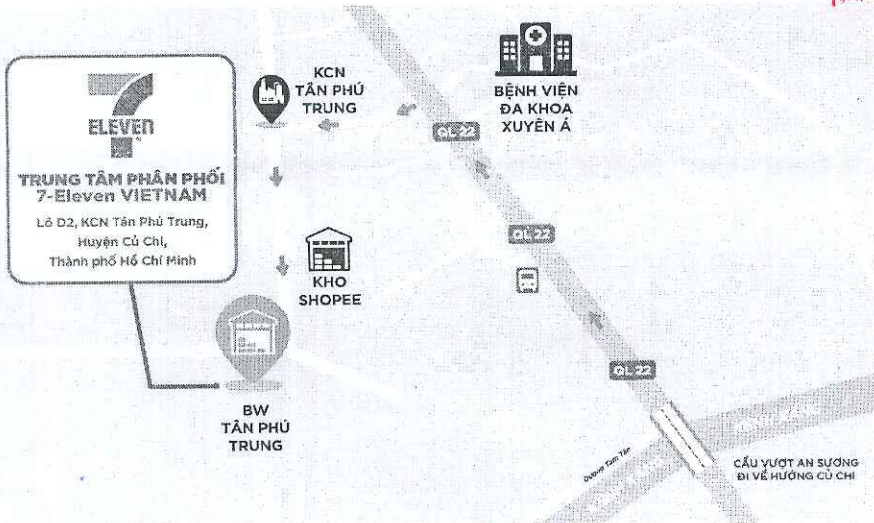 7
ELEVEn
TRUNG TÂM PHÂN PHỐI
7-Eleven VIETNAM
Lô D2, KCN Tân Phú Trung,
Huyện Củ Chi,
Thành phố Hồ Chí Minh
KCN
TÂN PHÚ
TRUNG
BỆNH VIỆN
ĐA KHOA
XUYÊN Á
QL 22
QL 22
KHO
SHOPEE
QL 22
BW
TÂN PHÚ
TRUNG
CẦU VƯỢT AN SƯƠNG
ĐI VỀ HƯỚNG CỦ CHI